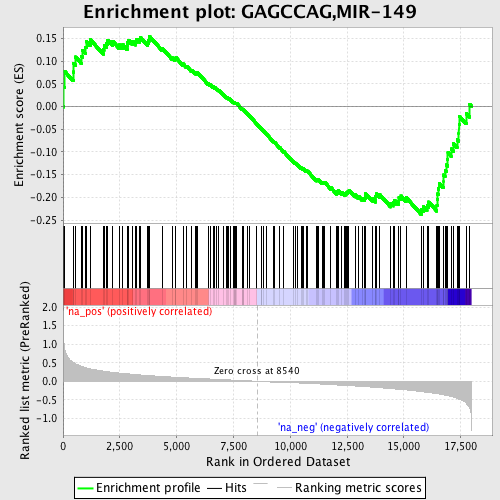 Enrichment plot: GAGCCAG,MIR-149
Enrichment score (ES)
0.15
0.10
0.05
0.00
-0.05
-0.10
-0.15
-0.20
-0.25
'na_pos' (positively correlated)
Ranked list metric (PreRanked)
2.0
1.5
1.0
0.5
0.0
-0.5
-1.0
Zero cross at 8540
'na_neg' (negatively correlated)
0
2,500
5,000
7,500
10,000
12,500
15,000
17,500
Rank in Ordered Dataset
Enrichment profile
Hits
Ranking metric scores